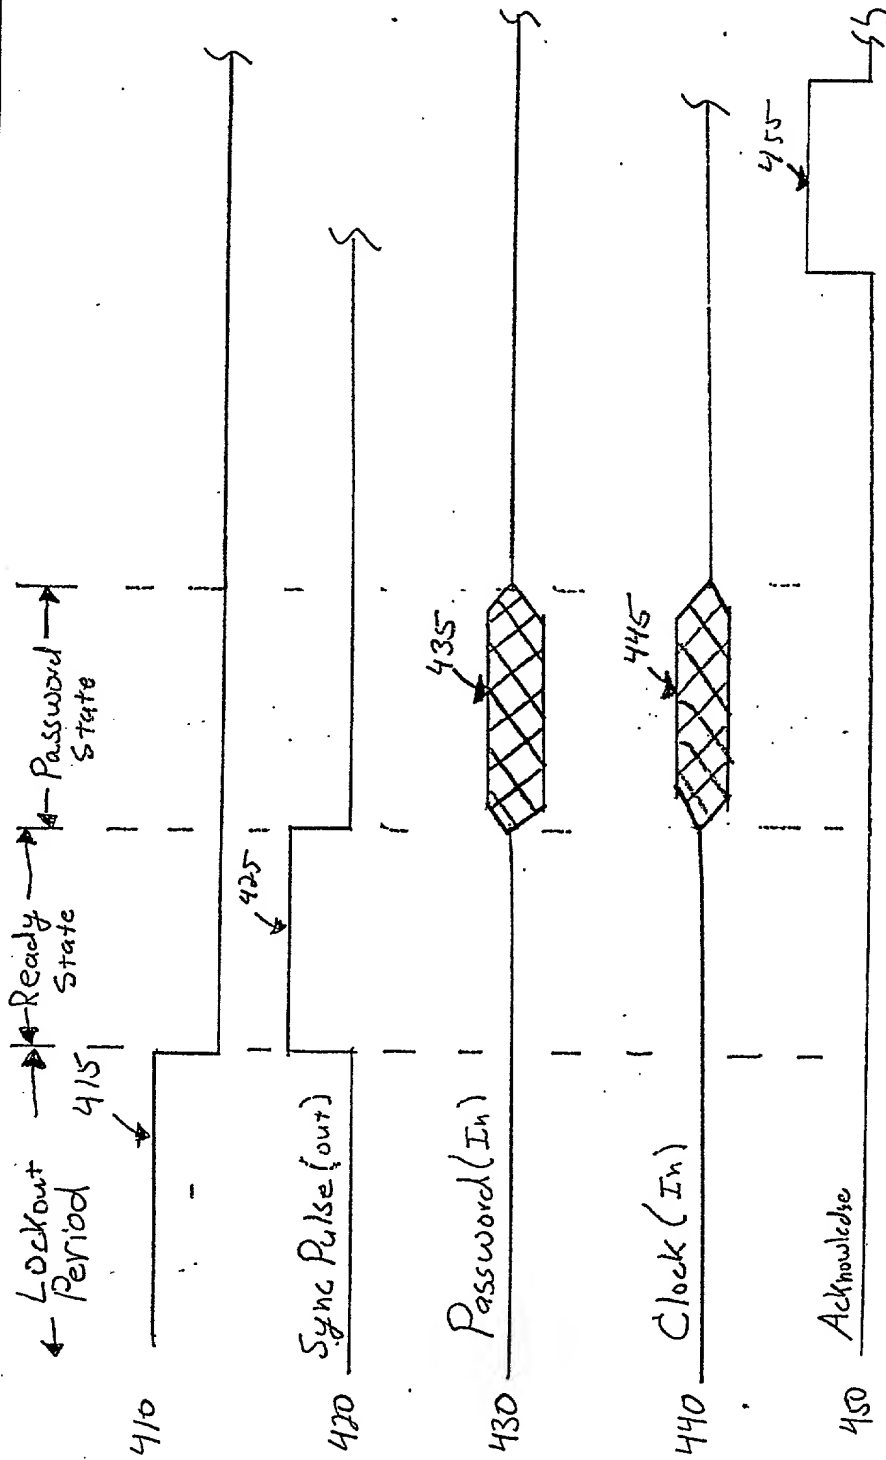 Lockout
Period
Ready
State
Password
State
410
415
420
Sync Pulse (out)
425
430
Password (In)
435
440
Clock (In)
445
450
Acknowledge
455